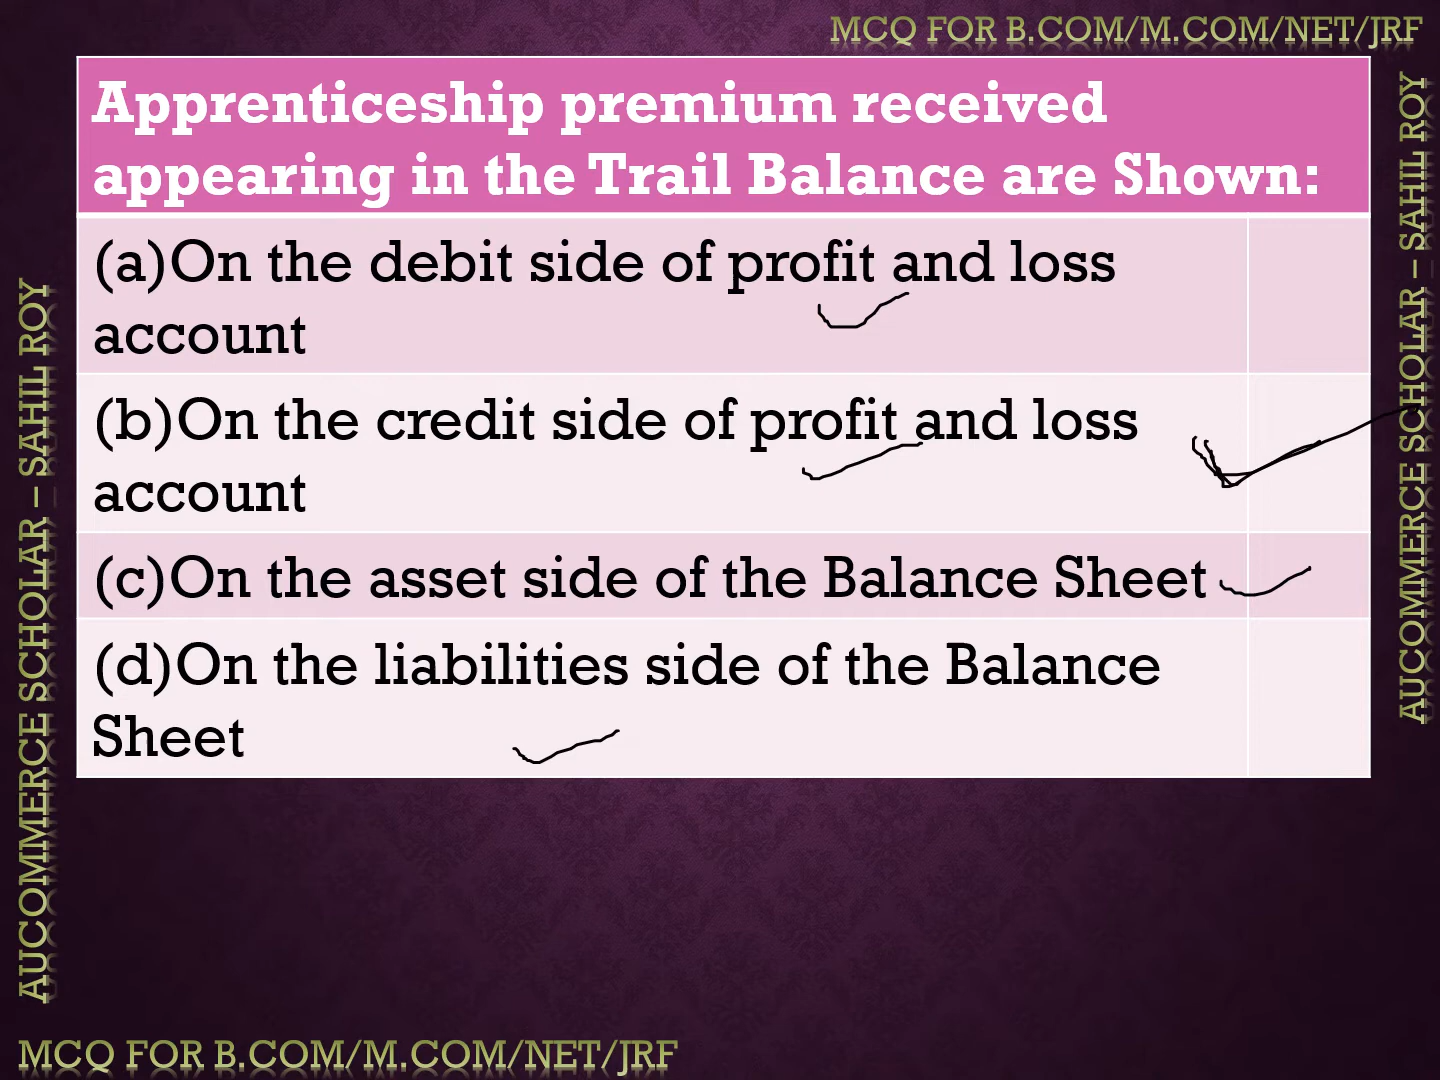 MCQ FOR B.COM/M.COM/NET/JRF
Apprenticeship premium received
appearing in the Trail Balance are Shown:
(a)On the debit side of profit and loss
account
(b)On the credit side of profit and loss
account
(c)On the asset side of the Balance Sheet
(d)On the liabilities side of the Balance
Sheet
AUCOMMERCE SCHOLAR – SAHIL ROY
AUCOMMERCE SCHOLAR – SAHIL ROY
MCQ FOR B.COM/M.COM/NET/JRF